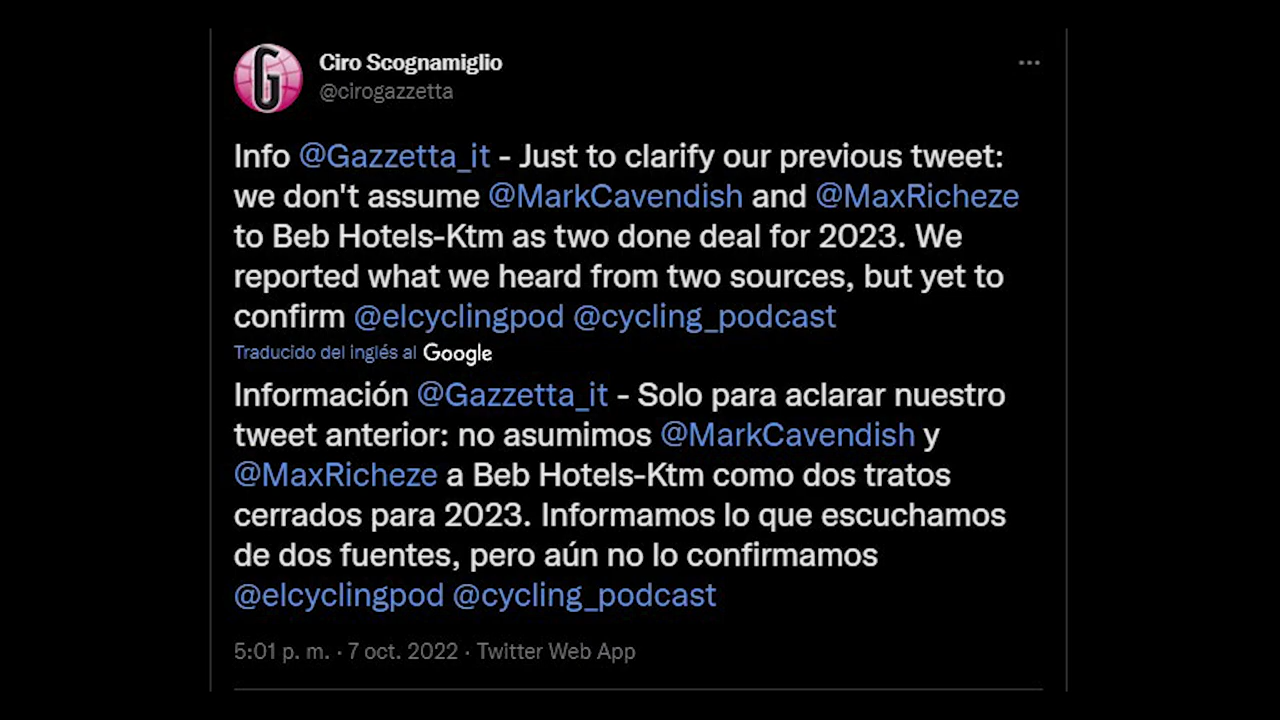 G
Ciro Scognamiglio
@cirogazzetta
Info @Gazzetta_it - Just to clarify our previous tweet:
we don't assume @MarkCavendish and @MaxRicheze
to Beb Hotels-Ktm as two done deal for 2023. We
reported what we heard from two sources, but yet to
confirm @elcyclingpod @cycling_podcast
Traducido del inglés al Google
Información @Gazzetta_it - Solo para aclarar nuestro
tweet anterior: no asumimos @MarkCavendish y
@MaxRicheze a Beb Hotels-Ktm como dos tratos
cerrados para 2023. Informamos lo que escuchamos
de dos fuentes, pero aún no lo confirmamos
@elcyclingpod @cycling_podcast
5:01 p. m. · 7 oct. 2022 · Twitter Web App